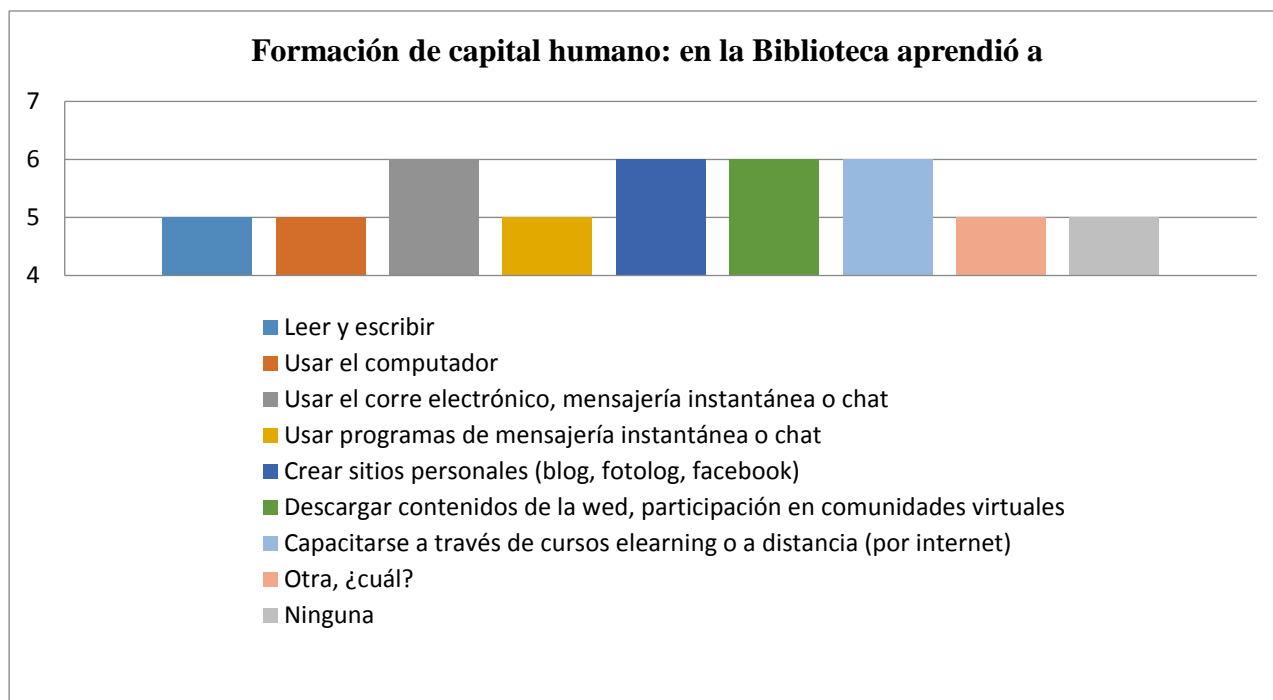 Formación de capital humano: en la Biblioteca aprendió a
7
6
5
4
Leer y escribir
Usar el computador
Usar el corre electrónico, mensajería instantánea o chat
Usar programas de mensajería instantánea o chat
Crear sitios personales (blog, fotolog, facebook)
Descargar contenidos de la wed, participación en comunidades virtuales
Capacitarse a través de cursos elearning o a distancia (por internet)
Otra, ¿cuál?
Ninguna